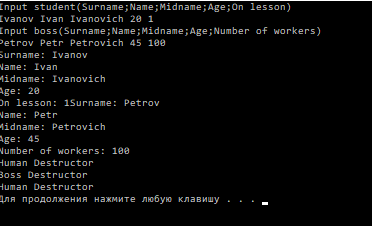 Input student(Surname;Name;Midname;Age;On lesson)
Ivanov Ivan Ivanovich 20 1
Input boss(Surname;Name;Midname;Age;Number of workers)
Petrov Petr Petrovich 45 100
Surname: Ivanov
Name: Ivan
Midname: Ivanovich
Age: 20
On lesson: 1Surname: Petrov
Name: Petr
Midname: Petrovich
Age: 45
Number of workers: 100
Human Destructor
Boss Destructor
Human Destructor
Для продолжения нажмите любую клавишу . . .